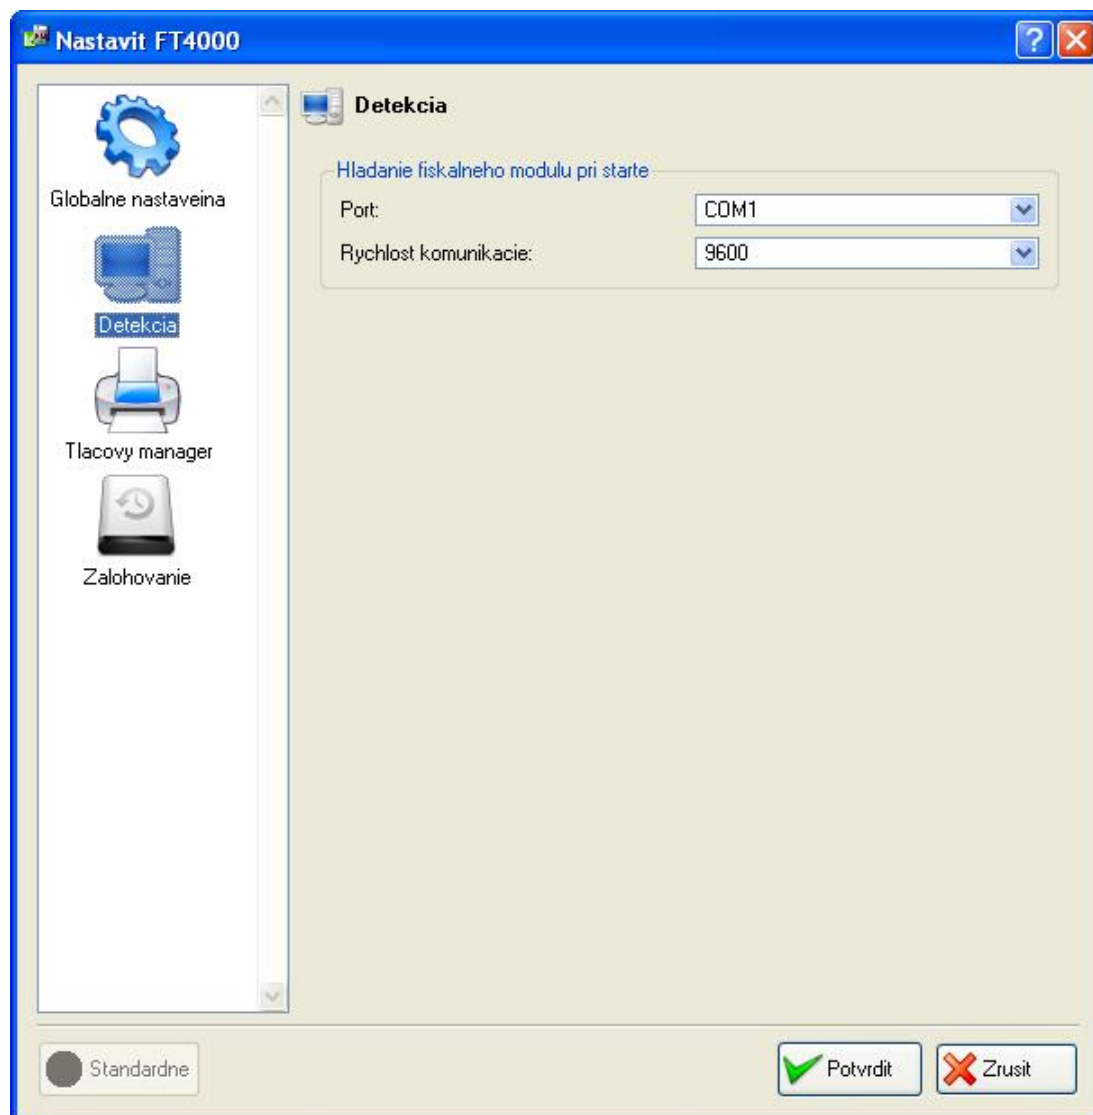 Nastavit FT4000
Globalne nastaveina
Detekcia
Tlacovy manager
Zalohovanie
Detekcia
Hladanie fiskalneho modulu pri starte
Port: COM1
Rychlost komunikacie: 9600
Standardne
Potvrdit
Zrusit